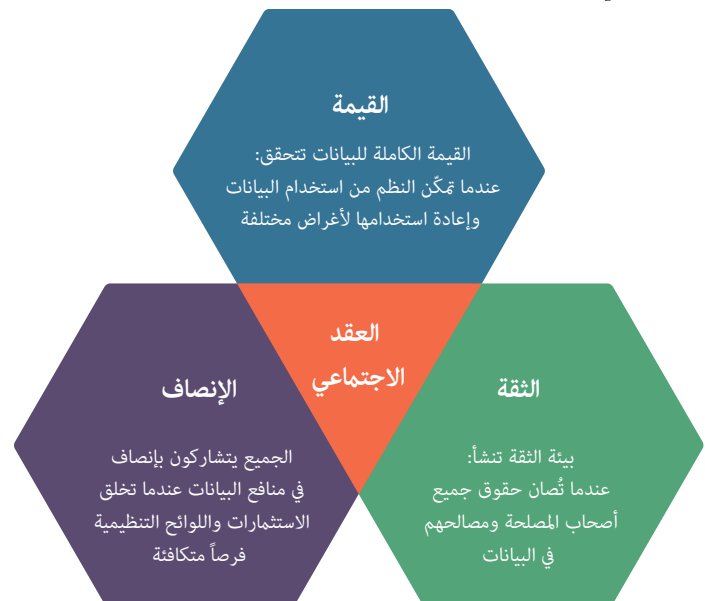 القيمة
القيمة الكاملة للبيانات تتحقق:
عندما تمكّن النظم من استخدام البيانات
وإعادة استخدامها لأغراض مختلفة
العقد
الاجتماعي
الثقة
بيئة الثقة تنشأ:
عندما تُصان حقوق جميع
أصحاب المصلحة ومصالحهم
في البيانات
الإنصاف
الجميع يتشاركون بإنصاف
في منافع البيانات عندما تخلق
الاستثمارات واللوائح التنظيمية
فرصاً متكافئة